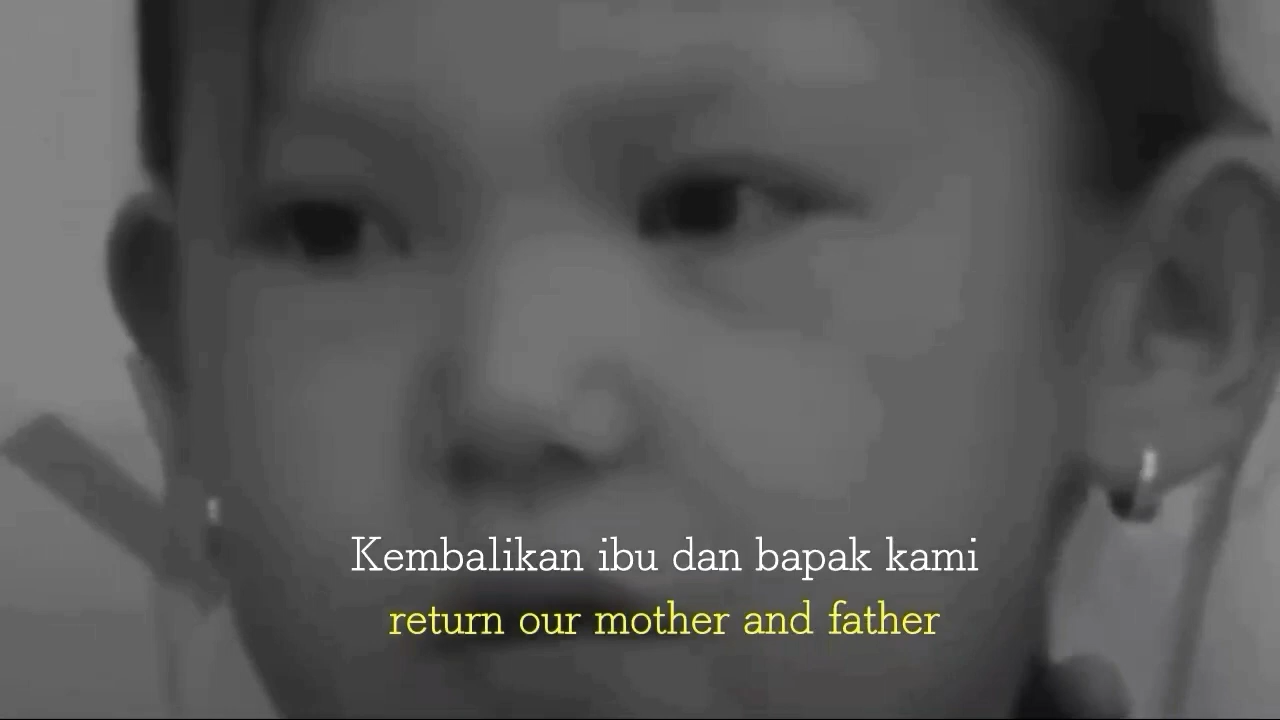 Kembalikan ibu dan bapak kami
return our mother and father